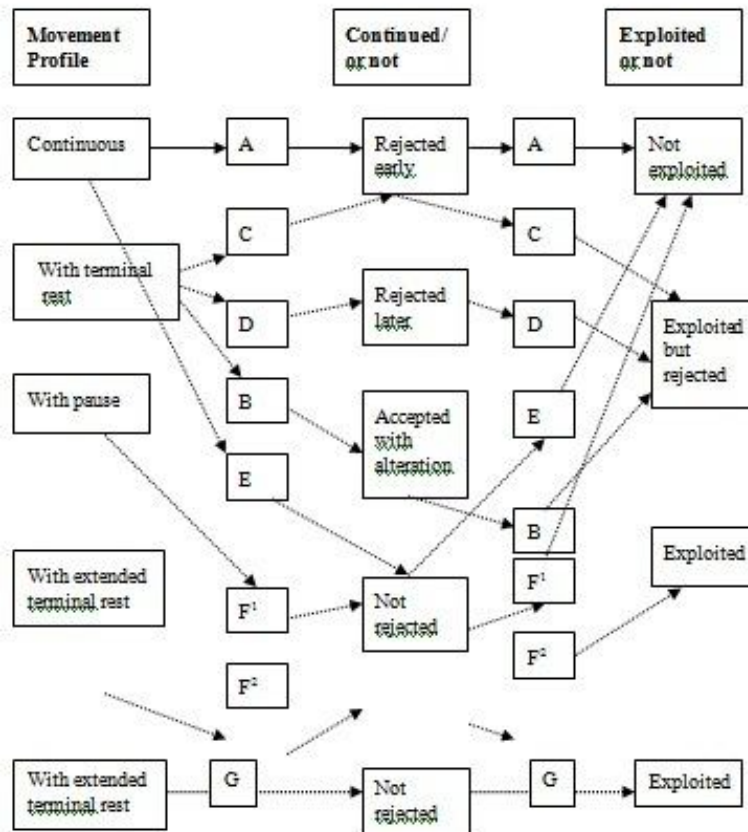 Movement
Profile
Continued/
or not
Exploited
or not
Continuous
A
Rejected
early
A
Not
exploited
C
C
With terminal
rest
D
Rejected
later
D
Exploited
but
rejected
With pause
B
Accepted
with
alteration
E
E
B
With extended
terminal rest
F¹
Not
rejected
F¹
Exploited
F²
F²
With extended
terminal rest
G
Not
rejected
G
Exploited